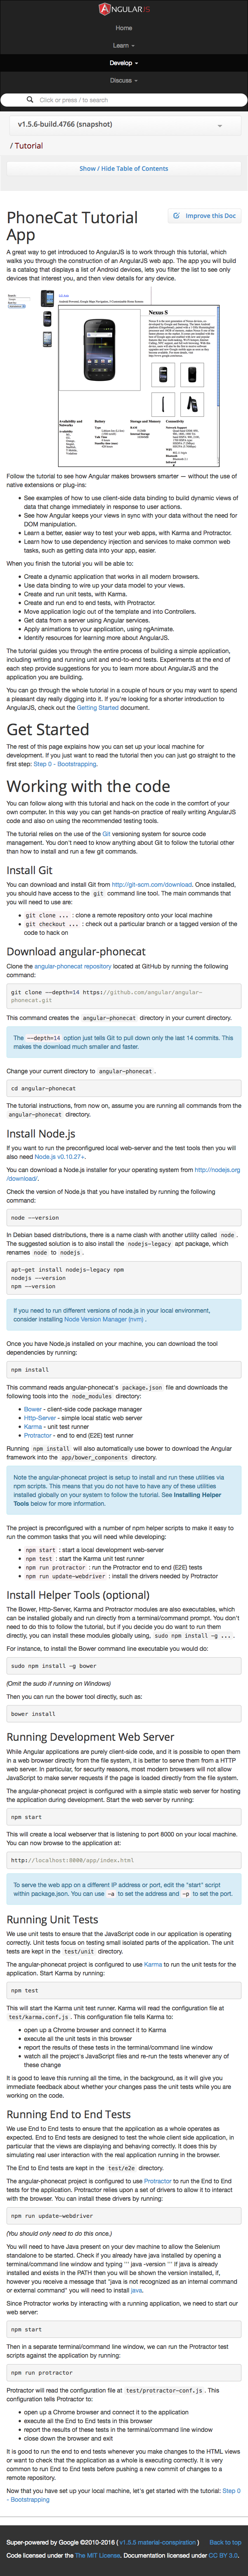 ANGULARJS
Home
Learn
Develop
Discuss
Click or press / to search
v1.5.6-build.4766 (snapshot)
/ Tutorial
Show / Hide Table of Contents
Improve this Doc
PhoneCat Tutorial
App
A great way to get introduced to AngularJS is to work through this tutorial, which
walks you through the construction of an AngularJS web app. The app you will build
is a catalog that displays a list of Android devices, lets you filter the list to see only
devices that interest you, and then view details for any device.
Nexus S
Follow the tutorial to see how Angular makes browsers smarter — without the use of
native extensions or plug-ins:
See examples of how to use client-side data binding to build dynamic views of
data that change immediately in response to user actions.
See how Angular keeps your views in sync with your data without the need for
DOM manipulation.
Learn a better, easier way to test your web apps, with Karma and Protractor.
Learn how to use dependency injection and services to make common web
tasks, such as getting data into your app, easier.
When you finish the tutorial you will be able to:
Create a dynamic application that works in all modern browsers.
Use data binding to wire up your data model to your views.
Create and run unit tests, with Karma.
Create and run end to end tests, with Protractor.
Move application logic out of the template and into Controllers.
Get data from a server using Angular services.
Apply animations to your application, using ngAnimate.
Identify resources for learning more about AngularJS.
The tutorial guides you through the entire process of building a simple application,
including writing and running unit and end-to-end tests. Experiments at the end of
each step provide suggestions for you to learn more about AngularJS and the
application you are building.
You can go through the whole tutorial in a couple of hours or you may want to spend
a pleasant day really digging into it. If you're looking for a shorter introduction to
AngularJS, check out the Getting Started document.
Get Started
The rest of this page explains how you can set up your local machine for
development. If you just want to read the tutorial then you can just go straight to the
first step: Step 0 - Bootstrapping.
Working with the code
You can follow along with this tutorial and hack on the code in the comfort of your
own computer. In this way you can get hands-on practice of really writing AngularJS
code and also on using the recommended testing tools.
The tutorial relies on the use of the Git versioning system for source code
management. You don't need to know anything about Git to follow the tutorial other
than how to install and run a few git commands.
Install Git
You can download and install Git from http://git-scm.com/download. Once installed,
you should have access to the git command line tool. The main commands that
you will need to use are:
git clone ... : clone a remote repository onto your local machine
git checkout ... : check out a particular branch or a tagged version of the
code to hack on
Download angular-phonecat
Clone the angular-phonecat repository located at GitHub by running the following
command:
git clone --depth=14 https://github.com/angular/angular-
phonecat.git
This command creates the angular-phonecat directory in your current directory.
The --depth=14 option just tells Git to pull down only the last 14 commits. This
makes the download much smaller and faster.
Change your current directory to angular-phonecat .
cd angular-phonecat
The tutorial instructions, from now on, assume you are running all commands from the
angular-phonecat directory.
Install Node.js
If you want to run the preconfigured local web-server and the test tools then you will
also need Node.js v0.10.27+.
You can download a Node.js installer for your operating system from http://nodejs.org
/download/.
Check the version of Node.js that you have installed by running the following
command:
node --version
In Debian based distributions, there is a name clash with another utility called node .
The suggested solution is to also install the nodejs-legacy apt package, which
renames node to nodejs .
apt-get install nodejs-legacy npm
nodejs --version
npm --version
If you need to run different versions of node.js in your local environment,
consider installing Node Version Manager (nvm) .
Once you have Node.js installed on your machine, you can download the tool
dependencies by running:
npm install
This command reads angular-phonecat's package.json file and downloads the
following tools into the node_modules directory:
Bower - client-side code package manager
Http-Server - simple local static web server
Karma - unit test runner
Protractor - end to end (E2E) test runner
Running npm install will also automatically use bower to download the Angular
framework into the app/bower_components directory.
Note the angular-phonecat project is setup to install and run these utilities via
npm scripts. This means that you do not have to have any of these utilities
installed globally on your system to follow the tutorial. See Installing Helper
Tools below for more information.
The project is preconfigured with a number of npm helper scripts to make it easy to
run the common tasks that you will need while developing:
npm start : start a local development web-server
npm test : start the Karma unit test runner
npm run protractor : run the Protractor end to end (E2E) tests
npm run update-webdriver : install the drivers needed by Protractor
Install Helper Tools (optional)
The Bower, Http-Server, Karma and Protractor modules are also executables, which
can be installed globally and run directly from a terminal/command prompt. You don't
need to do this to follow the tutorial, but if you decide you do want to run them
directly, you can install these modules globally using, sudo npm install -g ... .
For instance, to install the Bower command line executable you would do:
sudo npm install -g bower
(Omit the sudo if running on Windows)
Then you can run the bower tool directly, such as:
bower install
Running Development Web Server
While Angular applications are purely client-side code, and it is possible to open them
in a web browser directly from the file system, it is better to serve them from a HTTP
web server. In particular, for security reasons, most modern browsers will not allow
JavaScript to make server requests if the page is loaded directly from the file system.
The angular-phonecat project is configured with a simple static web server for hosting
the application during development. Start the web server by running:
npm start
This will create a local webserver that is listening to port 8000 on your local machine.
You can now browse to the application at:
http://localhost:8000/app/index.html
To serve the web app on a different IP address or port, edit the "start" script
within package.json. You can use -a to set the address and -p to set the port.
Running Unit Tests
We use unit tests to ensure that the JavaScript code in our application is operating
correctly. Unit tests focus on testing small isolated parts of the application. The unit
tests are kept in the test/unit directory.
The angular-phonecat project is configured to use Karma to run the unit tests for the
application. Start Karma by running:
npm test
This will start the Karma unit test runner. Karma will read the configuration file at
test/karma.conf.js . This configuration file tells Karma to:
open up a Chrome browser and connect it to Karma
execute all the unit tests in this browser
report the results of these tests in the terminal/command line window
watch all the project's JavaScript files and re-run the tests whenever any of
these change
It is good to leave this running all the time, in the background, as it will give you
immediate feedback about whether your changes pass the unit tests while you are
working on the code.
Running End to End Tests
We use End to End tests to ensure that the application as a whole operates as
expected. End to End tests are designed to test the whole client side application, in
particular that the views are displaying and behaving correctly. It does this by
simulating real user interaction with the real application running in the browser.
The End to End tests are kept in the test/e2e directory.
The angular-phonecat project is configured to use Protractor to run the End to End
tests for the application. Protractor relies upon a set of drivers to allow it to interact
with the browser. You can install these drivers by running:
npm run update-webdriver
(You should only need to do this once.)
You will need to have Java present on your dev machine to allow the Selenium
standalone to be started. Check if you already have java installed by opening a
terminal/command line window and typing ``` java -version ``` If java is already
installed and exists in the PATH then you will be shown the version installed, if,
however you receive a message that "java is not recognized as an internal command
or external command" you will need to install java.
Since Protractor works by interacting with a running application, we need to start our
web server:
npm start
Then in a separate terminal/command line window, we can run the Protractor test
scripts against the application by running:
npm run protractor
Protractor will read the configuration file at test/protractor-conf.js . This
configuration tells Protractor to:
open up a Chrome browser and connect it to the application
execute all the End to End tests in this browser
report the results of these tests in the terminal/command line window
close down the browser and exit
It is good to run the end to end tests whenever you make changes to the HTML views
or want to check that the application as a whole is executing correctly. It is very
common to run End to End tests before pushing a new commit of changes to a
remote repository.
Now that you have set up your local machine, let's get started with the tutorial: Step 0
- Bootstrapping
Super-powered by Google ©2010-2016 ( v1.5.5 material-conspiration )
Back to top
Code licensed under the The MIT License. Documentation licensed under CC BY 3.0.